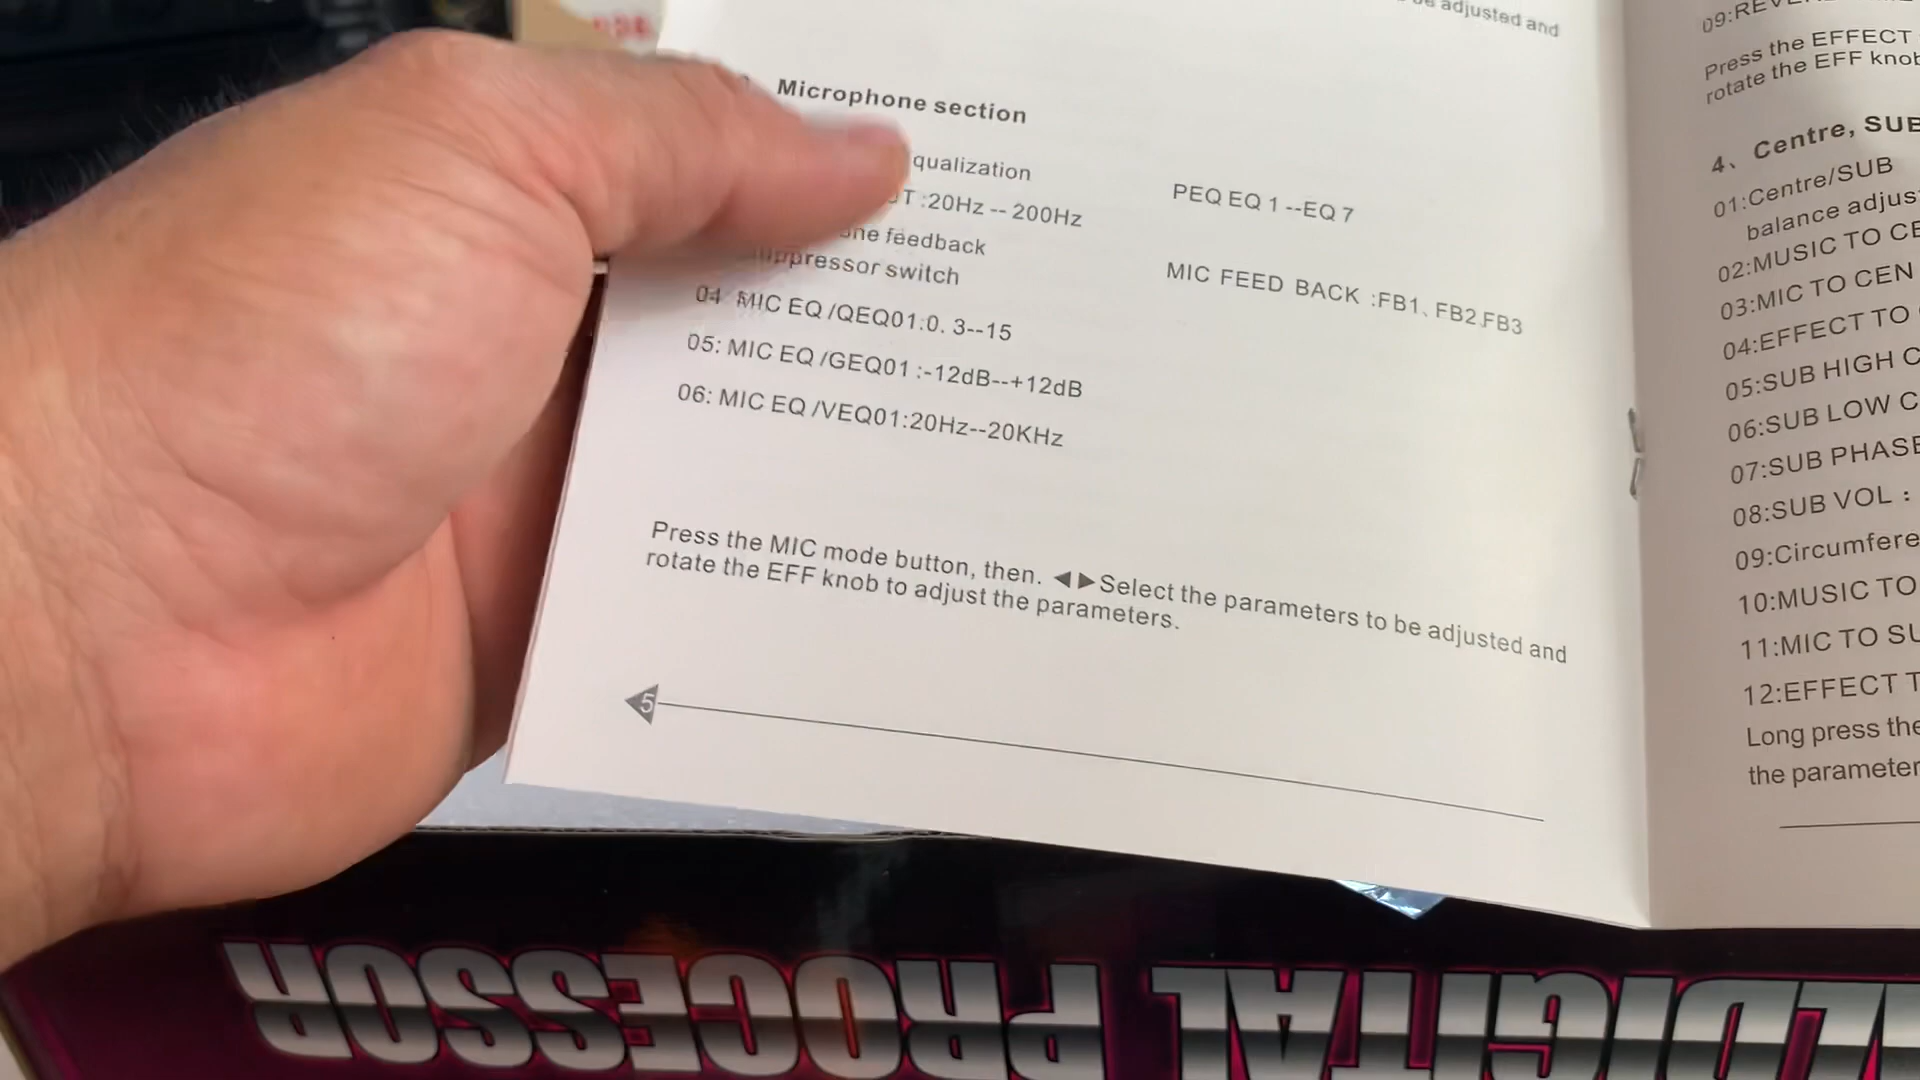 adjusted and
Microphone section
qualization
PEQ EQ 1 --EQ 7
T :20Hz -- 200Hz
one feedback
suppressor switch
MIC FEED BACK :FB1、FB2,FB3
04 MIC EQ /QEQ01:0. 3--15
05: MIC EQ /GEQ01 :-12dB--+12dB
06: MIC EQ /VEQ01:20Hz--20KHz
Press the MIC mode button, then. ◀ ▶ Select the parameters to be adjusted and
rotate the EFF knob to adjust the parameters.
5
09:REVE
Press the EFFECT
rotate the EFF knob
4、 Centre, SUB
01:Centre/SUB
balance adjus
02:MUSIC TO CE
03:MIC TO CEN
04:EFFECT TO
05:SUB HIGH C
06:SUB LOW C
07:SUB PHASE
08:SUB VOL :
09:Circumfere
10:MUSIC TO
11:MIC TO SU
12:EFFECT T
Long press the
the parameter
DIGITAL PROCESSOR